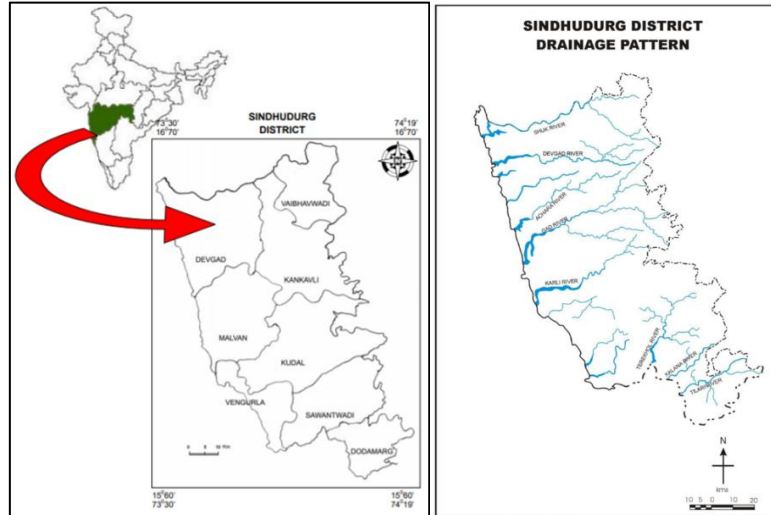 SINDHUDURG
DISTRICT
73°30
16°70
74°19'
16°70
VAIBHAVWADI
DEVGAD
KANKAVLI
MALVAN
KUDAL
VENGURLA
SAWANTWADI
DODAMARG
15°60
73°30
15°60
74°19'
SINDHUDURG DISTRICT
DRAINAGE PATTERN
SHUK RIVER
DEVGAD RIVER
ACHARA RIVER
GAD RIVER
KARLI RIVER
TEREKHOL RIVER
KALANA RIVER
TILARI RIVER
N
kms
10 5 0 10 20